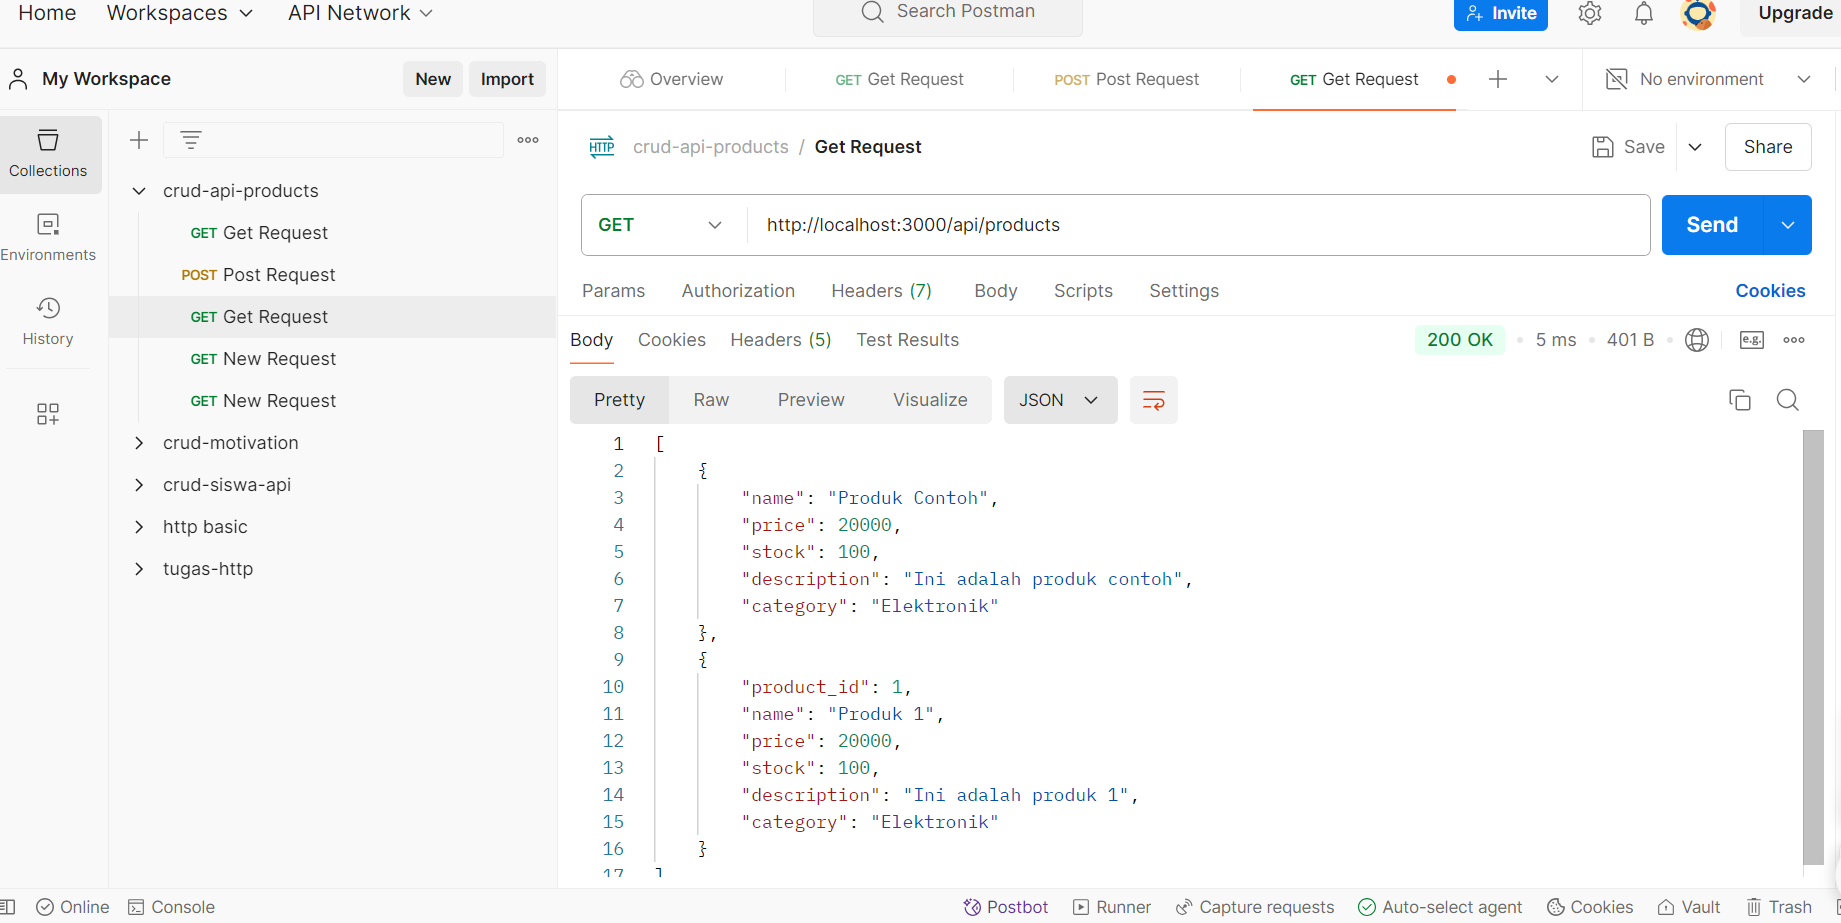 Home Workspaces API Network Search Postman Invite Upgrade
My Workspace New Import Overview GET Get Request POST Post Request GET Get Request No environment
Collections
Environments
History
crud-api-products
GET Get Request
POST Post Request
GET Get Request
GET New Request
GET New Request
crud-motivation
crud-siswa-api
http basic
tugas-http
HTTP crud-api-products / Get Request Save Share
GET http://localhost:3000/api/products Send
Params Authorization Headers (7) Body Scripts Settings Cookies
Body Cookies Headers (5) Test Results 200 OK 5 ms 401 B e.g.
Pretty Raw Preview Visualize JSON
1 [
2 {
3 "name": "Produk Contoh",
4 "price": 20000,
5 "stock": 100,
6 "description": "Ini adalah produk contoh",
7 "category": "Elektronik"
8 },
9 {
10 "product_id": 1,
11 "name": "Produk 1",
12 "price": 20000,
13 "stock": 100,
14 "description": "Ini adalah produk 1",
15 "category": "Elektronik"
16 }
17 ]
Online Console Postbot Runner Capture requests Auto-select agent Cookies Vault Trash